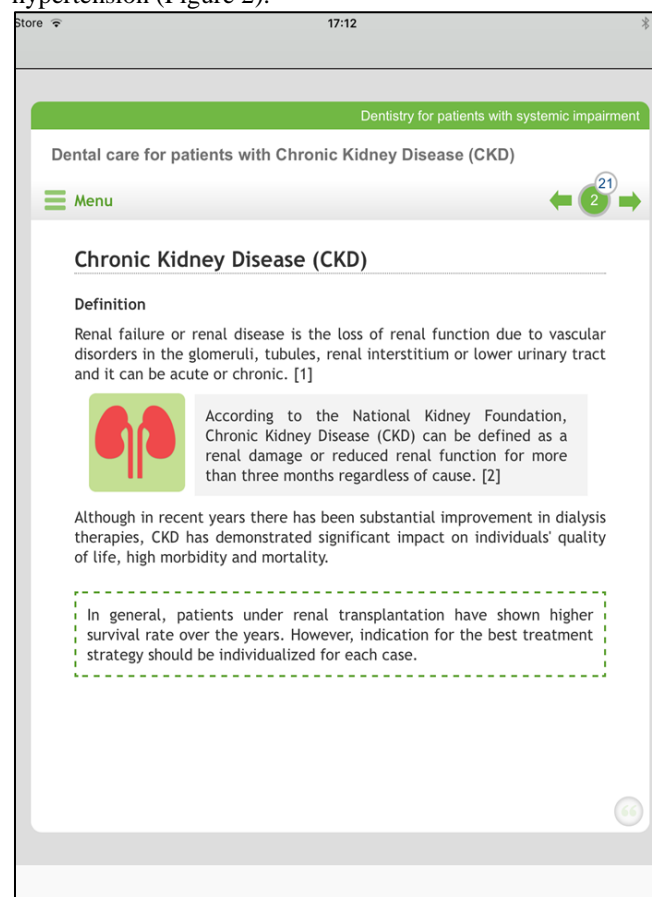 hypertension (Figure 2).
Store 17:12
Dentistry for patients with systemic impairment
Dental care for patients with Chronic Kidney Disease (CKD)
Menu
21
2
Chronic Kidney Disease (CKD)
Definition
Renal failure or renal disease is the loss of renal function due to vascular
disorders in the glomeruli, tubules, renal interstitium or lower urinary tract
and it can be acute or chronic. [1]
According to the National Kidney Foundation,
Chronic Kidney Disease (CKD) can be defined as a
renal damage or reduced renal function for more
than three months regardless of cause. [2]
Although in recent years there has been substantial improvement in dialysis
therapies, CKD has demonstrated significant impact on individuals' quality
of life, high morbidity and mortality.
In general, patients under renal transplantation have shown higher
survival rate over the years. However, indication for the best treatment
strategy should be individualized for each case.